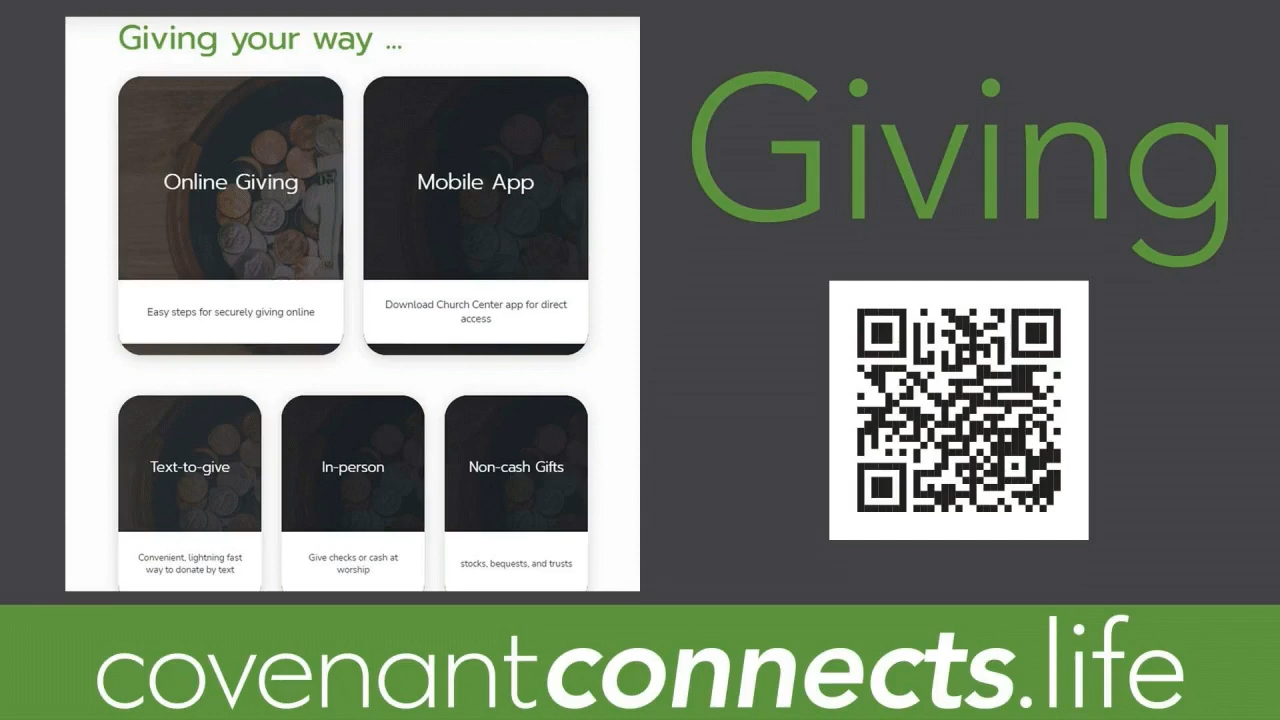 Giving your way ...
Online Giving
Easy steps for securely giving online
Mobile App
Download Church Center app for direct
access
Text-to-give
Convenient, lightning fast
way to donate by text
In-person
Give checks or cash at
worship
Non-cash Gifts
stocks, bequests, and trusts
Giving
covenantconnects.life